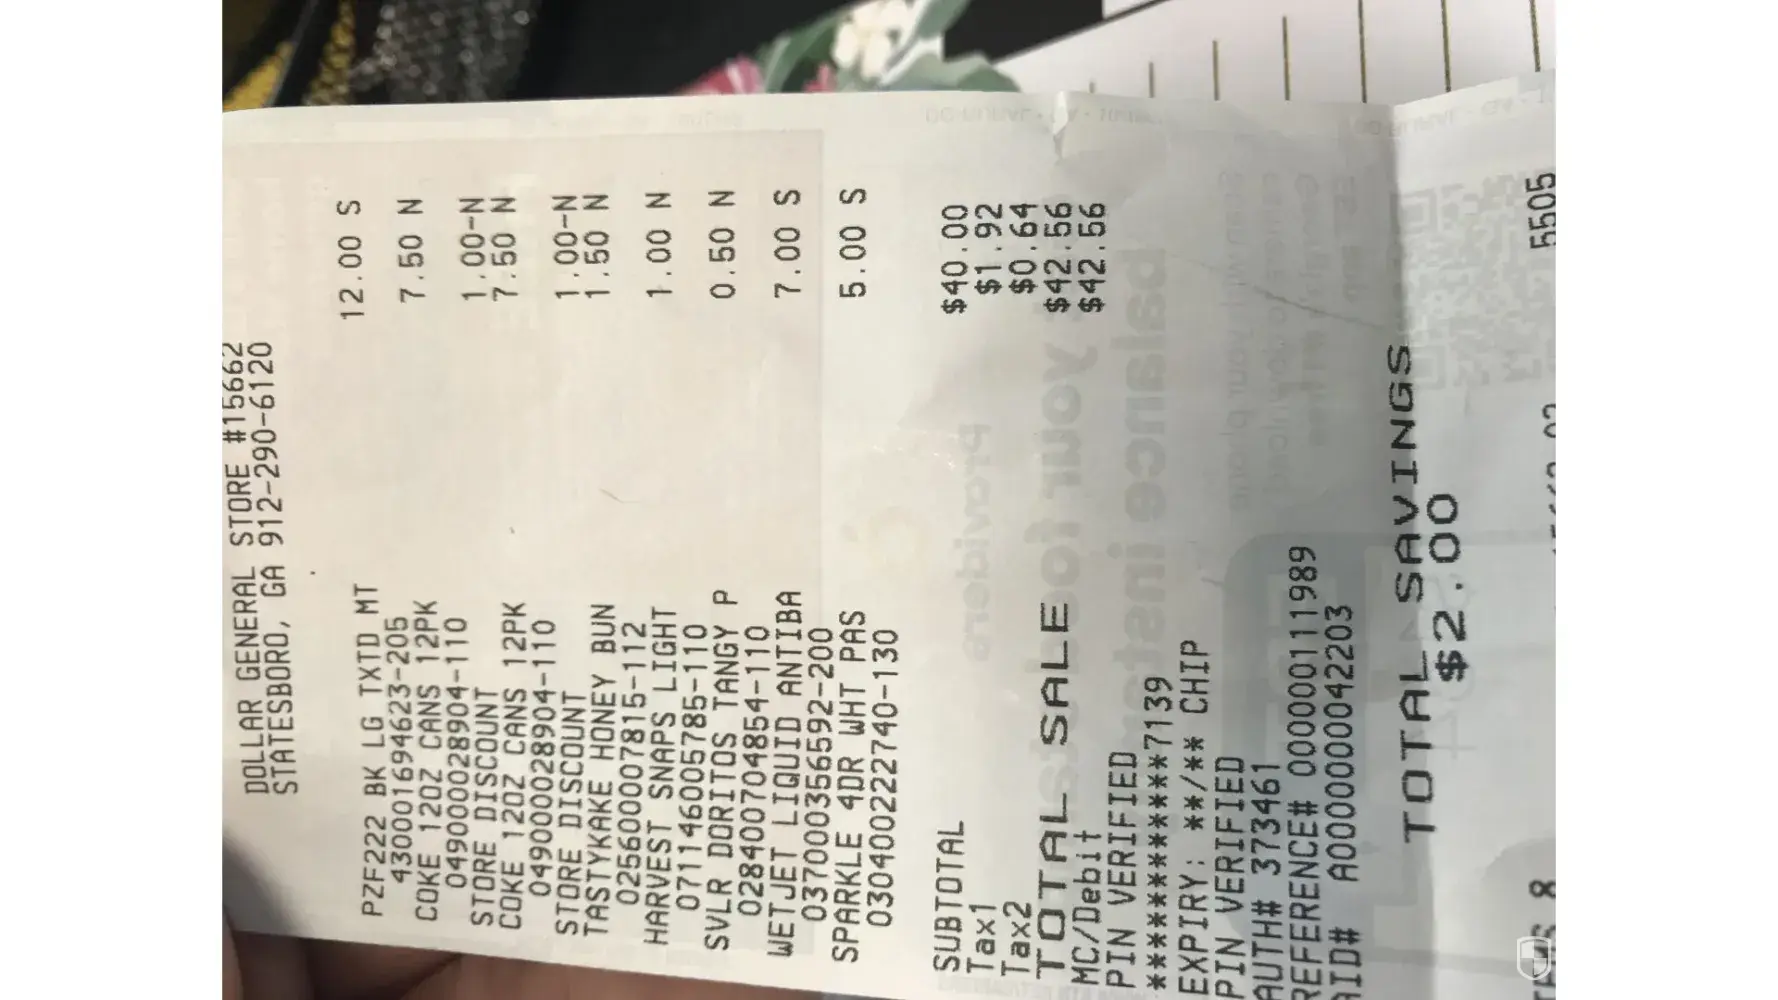 DOLLAR GENERAL STORE #15662
STATESBORO, GA 912-290-6120
PZF222 BK LG TXTD MT 12.00 S
430001694623-205
COKE 12OZ CANS 12PK 7.50 N
049000028904-110
STORE DISCOUNT 1.00-N
COKE 12OZ CANS 12PK 7.50 N
049000028904-110
STORE DISCOUNT 1.00-N
TASTYKAKE HONEY BUN 1.50 N
025600007815-112
HARVEST SNAPS LIGHT 1.00 N
071146005785-110
SVLR DORITOS TANGY P 0.50 N
028400704854-110
WETJET LIQUID ANTIBA 7.00 S
037000356592-200
SPARKLE 4DR WHT PAS 5.00 S
030400222740-130
SUBTOTAL $40.00
Tax1 $1.92
Tax2 $0.64
TOTAL SALE $42.56
MC/Debit $42.56
PIN VERIFIED
************7139
EXPIRY: **/** CHIP
PIN VERIFIED
AUTH# 373461
REFERENCE# 000000111989
AID# A0000000042203
TOTAL SAVINGS
$2.00
8 5505